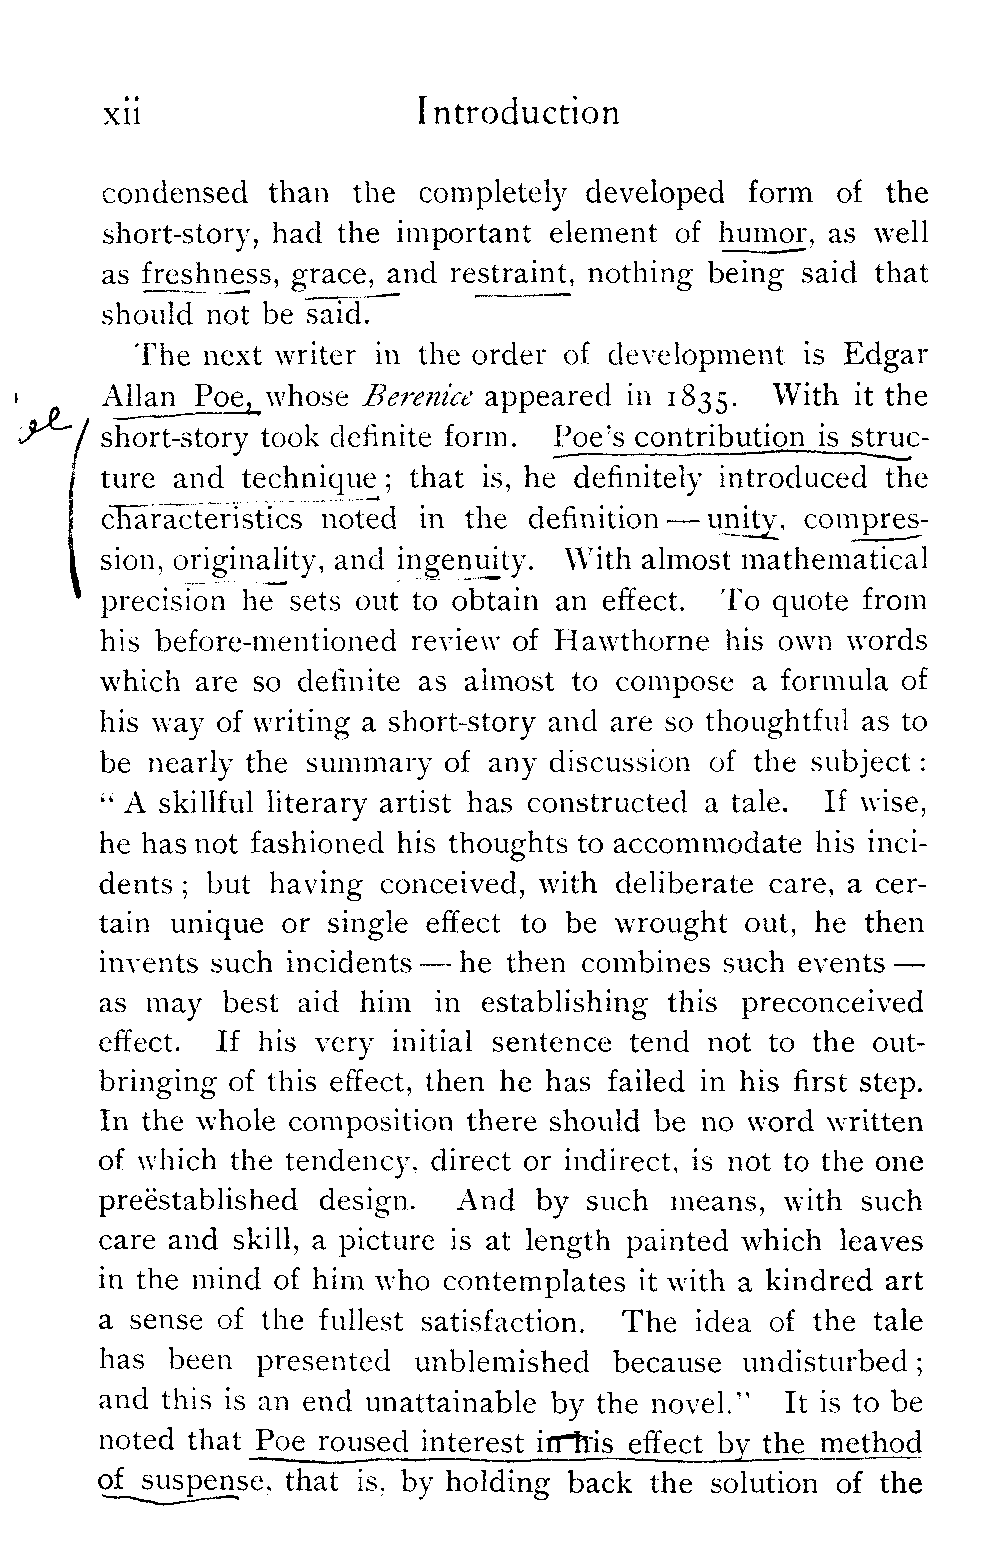 xii Introduction
condensed than the completely developed form of the
short-story, had the important element of humor, as well
as freshness, grace, and restraint, nothing being said that
should not be said.
The next writer in the order of development is Edgar
Allan Poe, whose Berenice appeared in 1835. With it the
short-story took definite form. Poe's contribution is struc-
ture and technique; that is, he definitely introduced the
characteristics noted in the definition — unity, compres-
sion, originality, and ingenuity. With almost mathematical
precision he sets out to obtain an effect. To quote from
his before-mentioned review of Hawthorne his own words
which are so definite as almost to compose a formula of
his way of writing a short-story and are so thoughtful as to
be nearly the summary of any discussion of the subject:
"A skillful literary artist has constructed a tale. If wise,
he has not fashioned his thoughts to accommodate his inci-
dents; but having conceived, with deliberate care, a cer-
tain unique or single effect to be wrought out, he then
invents such incidents — he then combines such events —
as may best aid him in establishing this preconceived
effect. If his very initial sentence tend not to the out-
bringing of this effect, then he has failed in his first step.
In the whole composition there should be no word written
of which the tendency, direct or indirect, is not to the one
preëstablished design. And by such means, with such
care and skill, a picture is at length painted which leaves
in the mind of him who contemplates it with a kindred art
a sense of the fullest satisfaction. The idea of the tale
has been presented unblemished because undisturbed;
and this is an end unattainable by the novel." It is to be
noted that Poe roused interest in his effect by the method
of suspense, that is, by holding back the solution of the